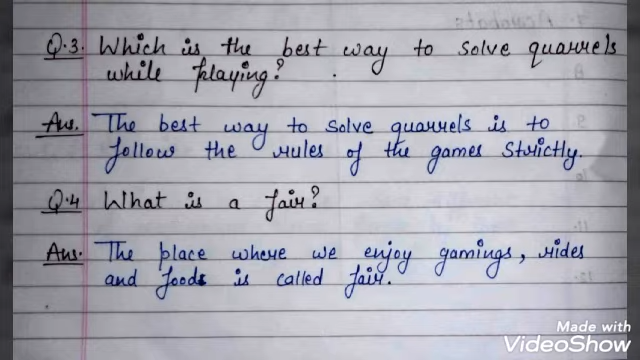 Q.3. Which is the best way to solve quarrels
while playing?
Ans. The best way to solve quarrels is to
follow the rules of the games strictly.
Q.4 What is a fair?
Ans. The place where we enjoy gamings, rides
and foods is called fair.
Made with
VideoShow